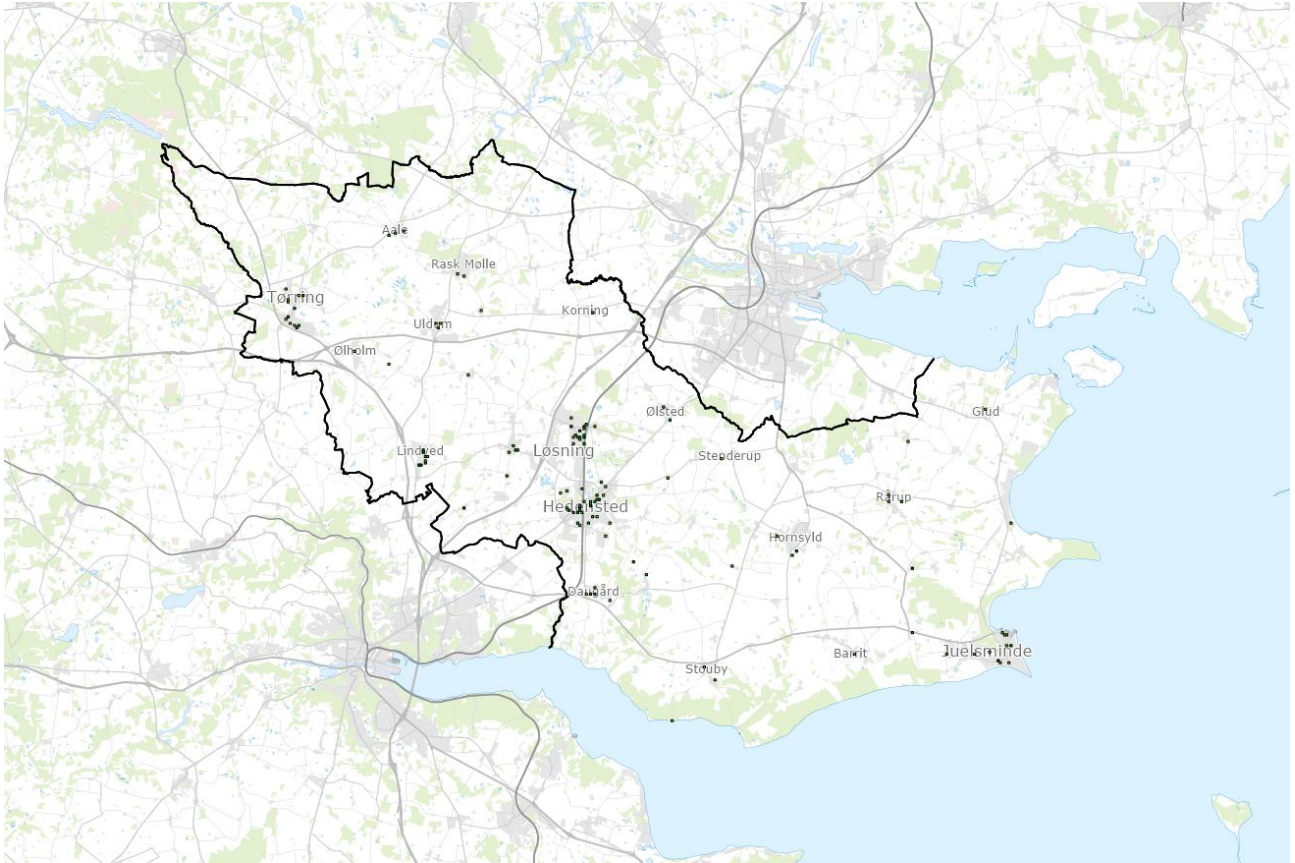 Aale
Rask Mølle
Tørring
Korning
Uldum
Ølholm
Ølsted
Glud
Løsning
Lindved
Stenderup
Rårup
Hedensted
Hornsyld
Daugård
Barrit
Juelsminde
Stouby